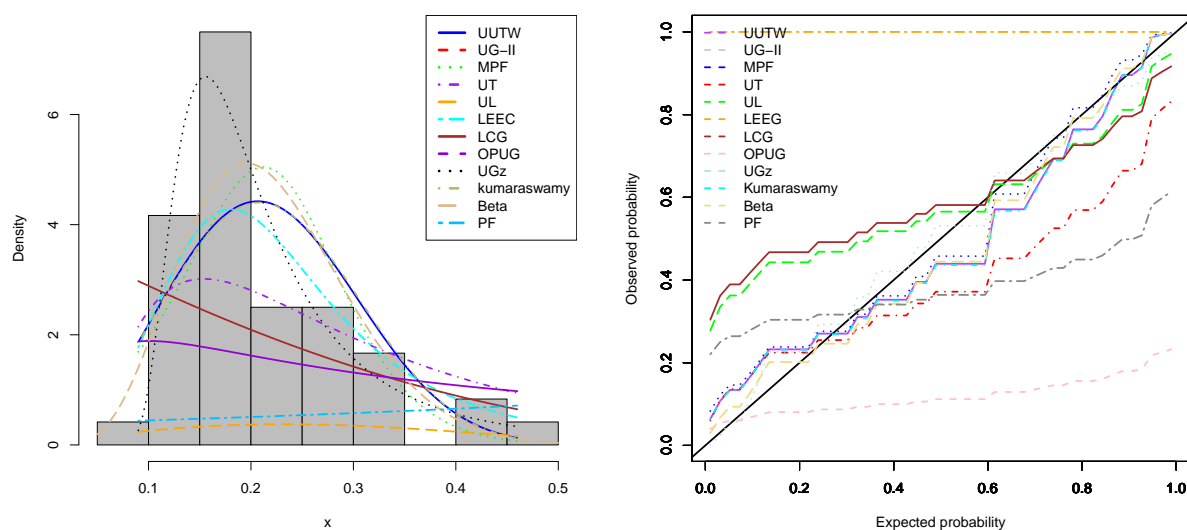 UUTW
UG−II
MPF
UT
UL
LEEC
LCG
OPUG
UGz
kumaraswamy
Beta
PF
Density
0
2
4
6
0.1
0.2
0.3
0.4
0.5
x
UUTW
UG−II
MPF
UT
UL
LEEG
LCG
OPUG
UGz
Kumaraswamy
Beta
PF
Observed probability
0.0
0.2
0.4
0.6
0.8
1.0
0.0
0.2
0.4
0.6
0.8
1.0
Expected probability